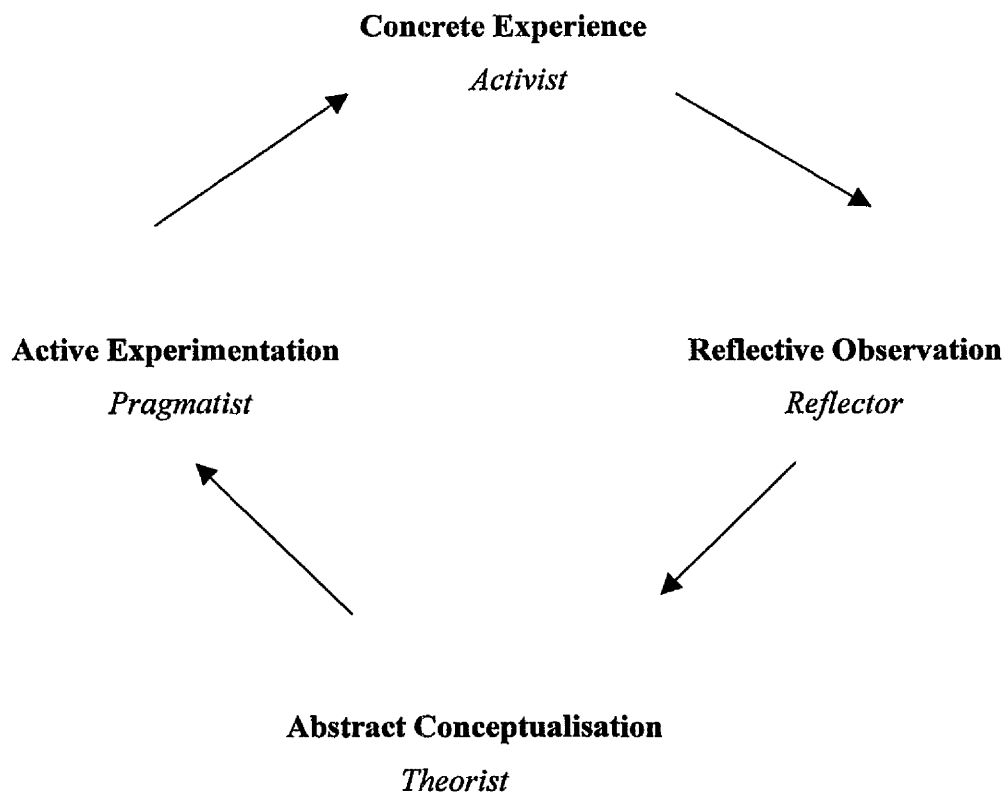 Concrete Experience
Activist
Active Experimentation
Pragmatist
Reflective Observation
Reflector
Abstract Conceptualisation
Theorist